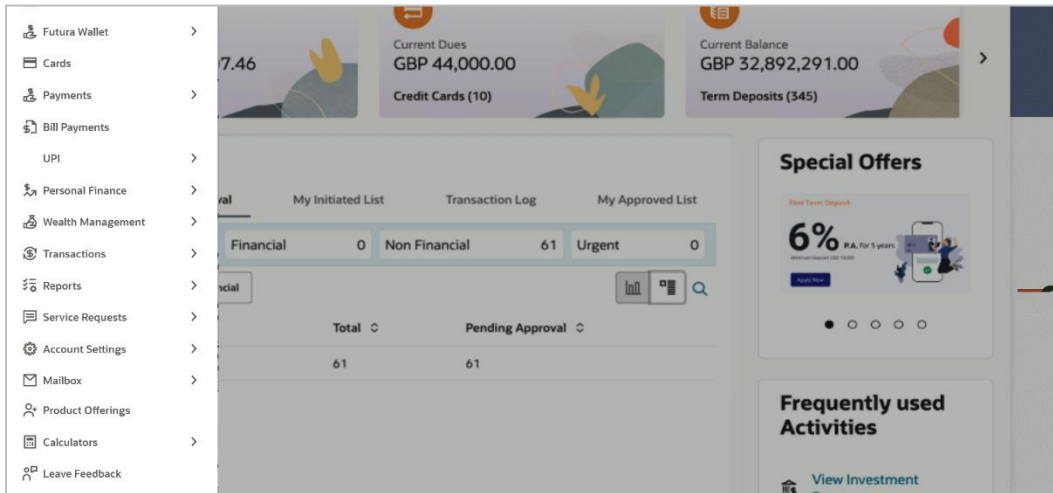 Futura Wallet
Cards
Payments
Bill Payments
UPI
Personal Finance
Wealth Management
Transactions
Reports
Service Requests
Account Settings
Mailbox
Product Offerings
Calculators
Leave Feedback
7.46
Current Dues
GBP 44,000.00
Credit Cards (10)
Current Balance
GBP 32,892,291.00
Term Deposits (345)
My Initiated List Transaction Log My Approved List
Financial 0 Non Financial 61 Urgent 0
Total Pending Approval
61 61
Special Offers
Term Deposit
6% P.A. for 5 years
Apply Now
Frequently used
Activities
View Investment